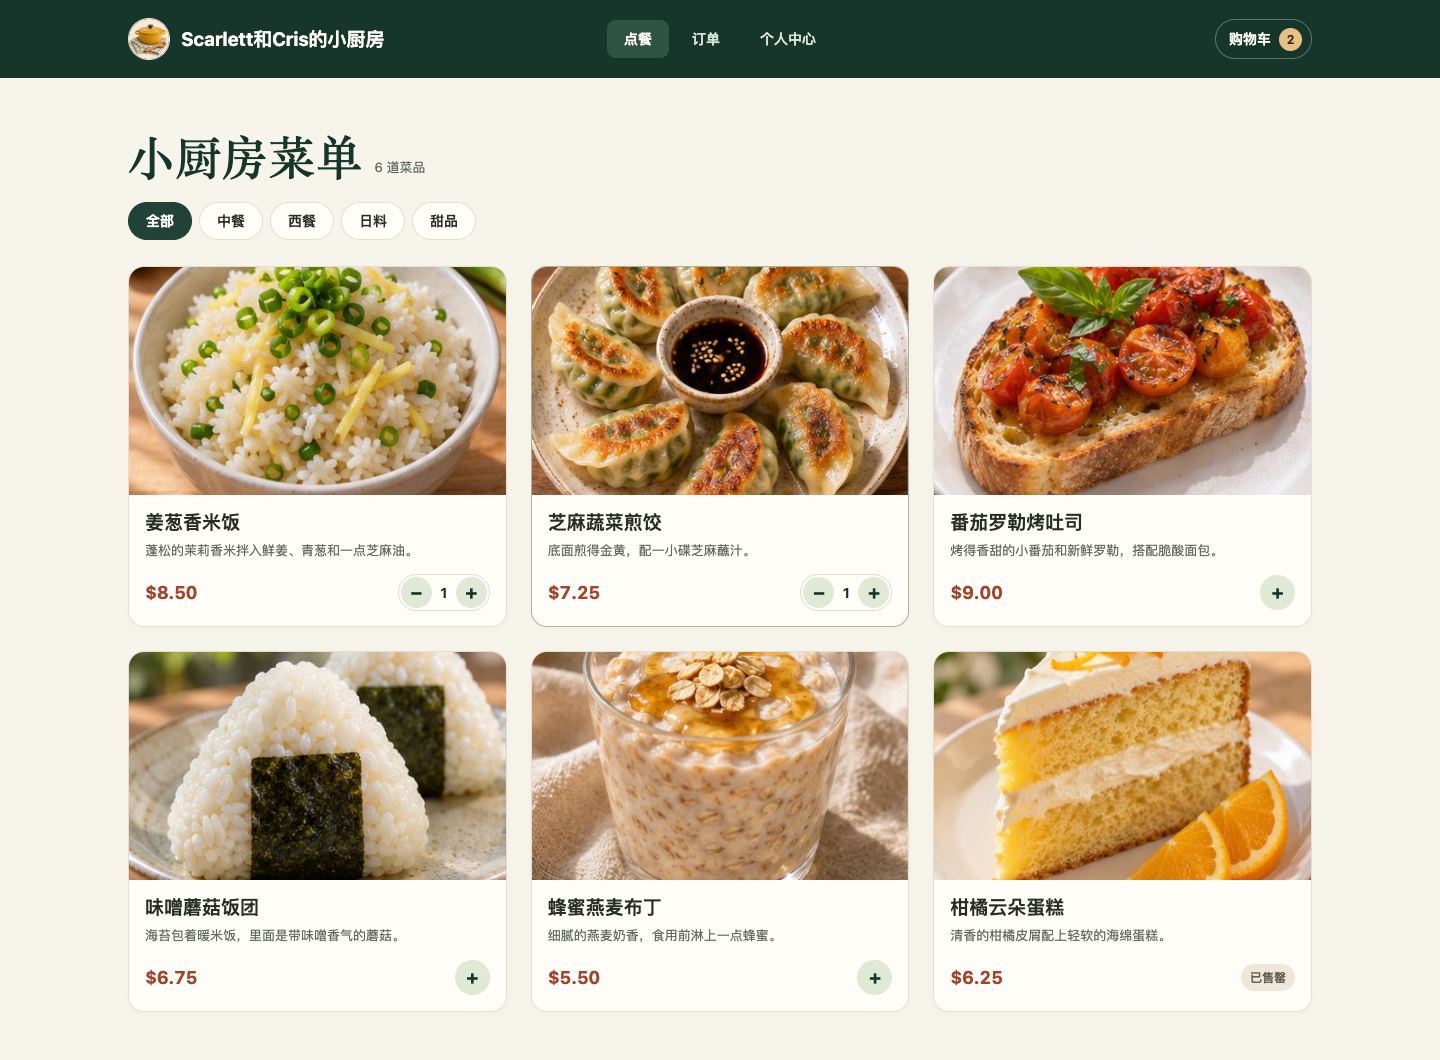 Scarlett和Cris的小厨房
点餐
订单
个人中心
购物车 2
小厨房菜单
6 道菜品
全部
中餐
西餐
日料
甜品
姜葱香米饭
蓬松的茉莉香米拌入鲜姜、青葱和一点芝麻油。
$8.50
− 1 +
芝麻蔬菜煎饺
底面煎得金黄，配一小碟芝麻蘸汁。
$7.25
− 1 +
番茄罗勒烤吐司
烤得香甜的小番茄和新鲜罗勒，搭配脆酸面包。
$9.00
+
味噌蘑菇饭团
海苔包着暖米饭，里面是带味噌香气的蘑菇。
$6.75
+
蜂蜜燕麦布丁
细腻的燕麦奶香，食用前淋上一点蜂蜜。
$5.50
+
柑橘云朵蛋糕
清香的柑橘皮屑配上轻软的海绵蛋糕。
$6.25
已售罄